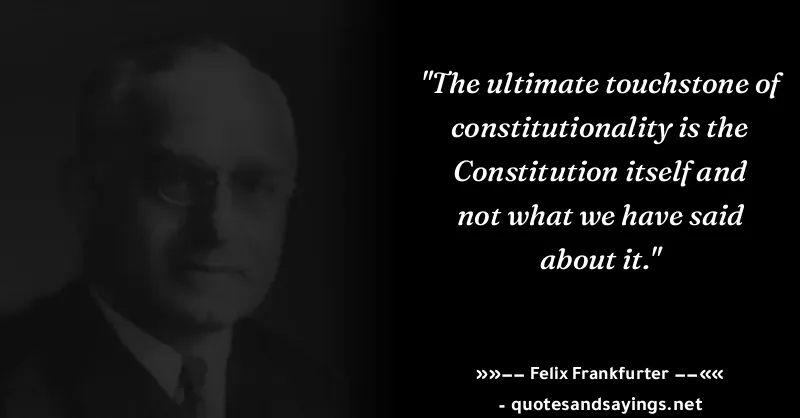 "The ultimate touchstone of
constitutionality is the
Constitution itself and
not what we have said
about it."
»»–– Felix Frankfurter ––««
- quotesandsayings.net